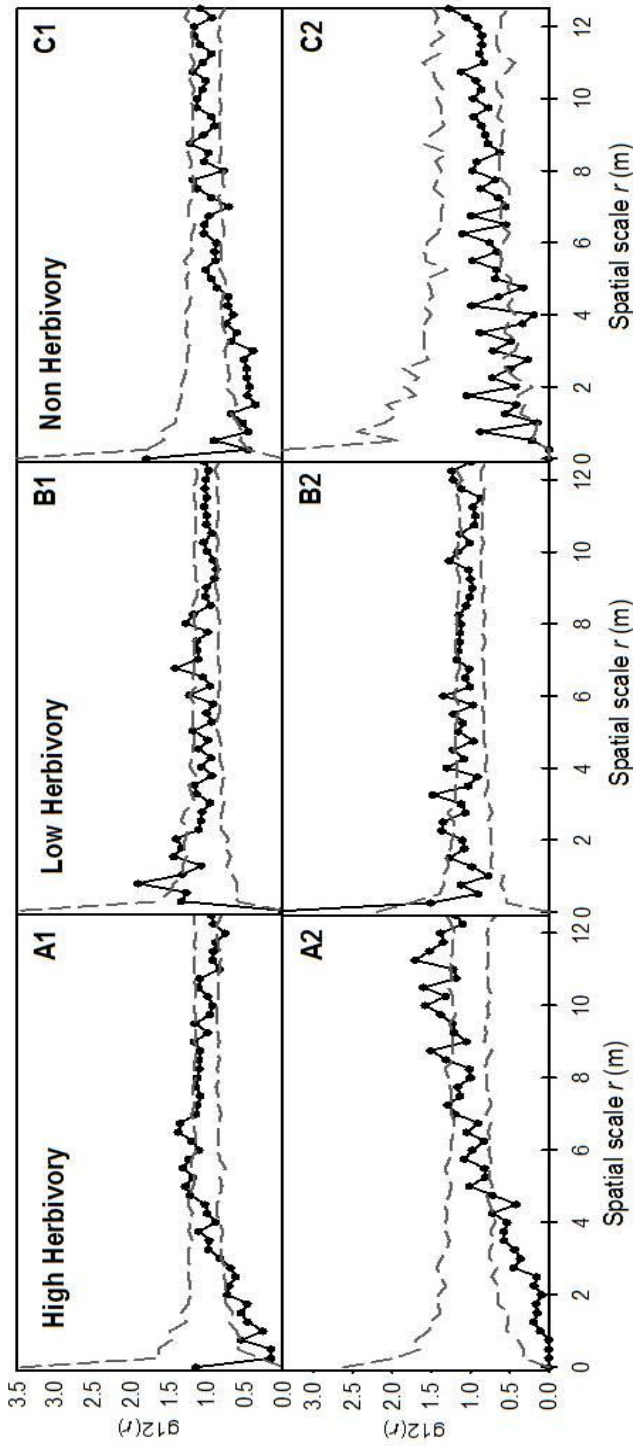 High Herbivory
Low Herbivory
Non Herbivory
A1
B1
C1
3.5
3.0
2.5
2.0
1.5
1.0
0.5
0.0
g12(r)
A2
B2
C2
2.5
2.0
1.5
1.0
0.5
0.0
g12(r)
0 2 4 6 8 10 12
0 2 4 6 8 10 12
0 2 4 6 8 10 12
Spatial scale r (m)
Spatial scale r (m)
Spatial scale r (m)